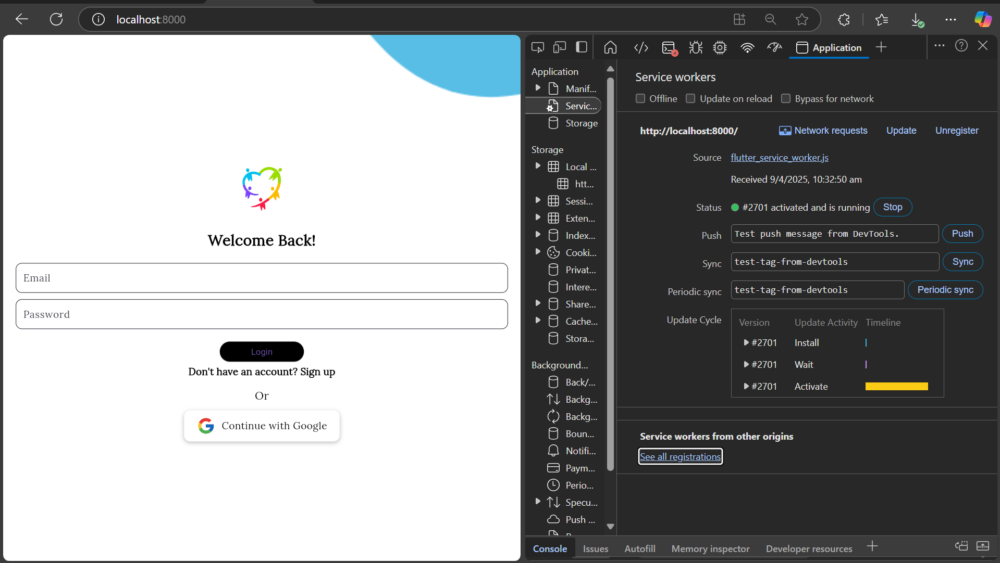 localhost:8000
Welcome Back!
Email
Password
Login
Don't have an account? Sign up
Or
Continue with Google
Application
Application
Manif...
Servic...
Storage
Storage
Local ...
htt...
Sessi...
Exten...
Index...
Cooki...
Privat...
Intere...
Share...
Cache...
Stora...
Background...
Back/...
Backg...
Backg...
Boun...
Notifi...
Paym...
Perio...
Specu...
Push ...
Service workers
Offline Update on reload Bypass for network
http://localhost:8000/ Network requests Update Unregister
Source flutter_service_worker.js
Received 9/4/2025, 10:32:50 am
Status #2701 activated and is running Stop
Push Test push message from DevTools. Push
Sync test-tag-from-devtools Sync
Periodic sync test-tag-from-devtools Periodic sync
Update Cycle Version Update Activity Timeline
#2701 Install
#2701 Wait
#2701 Activate
Service workers from other origins
See all registrations
Console Issues Autofill Memory inspector Developer resources